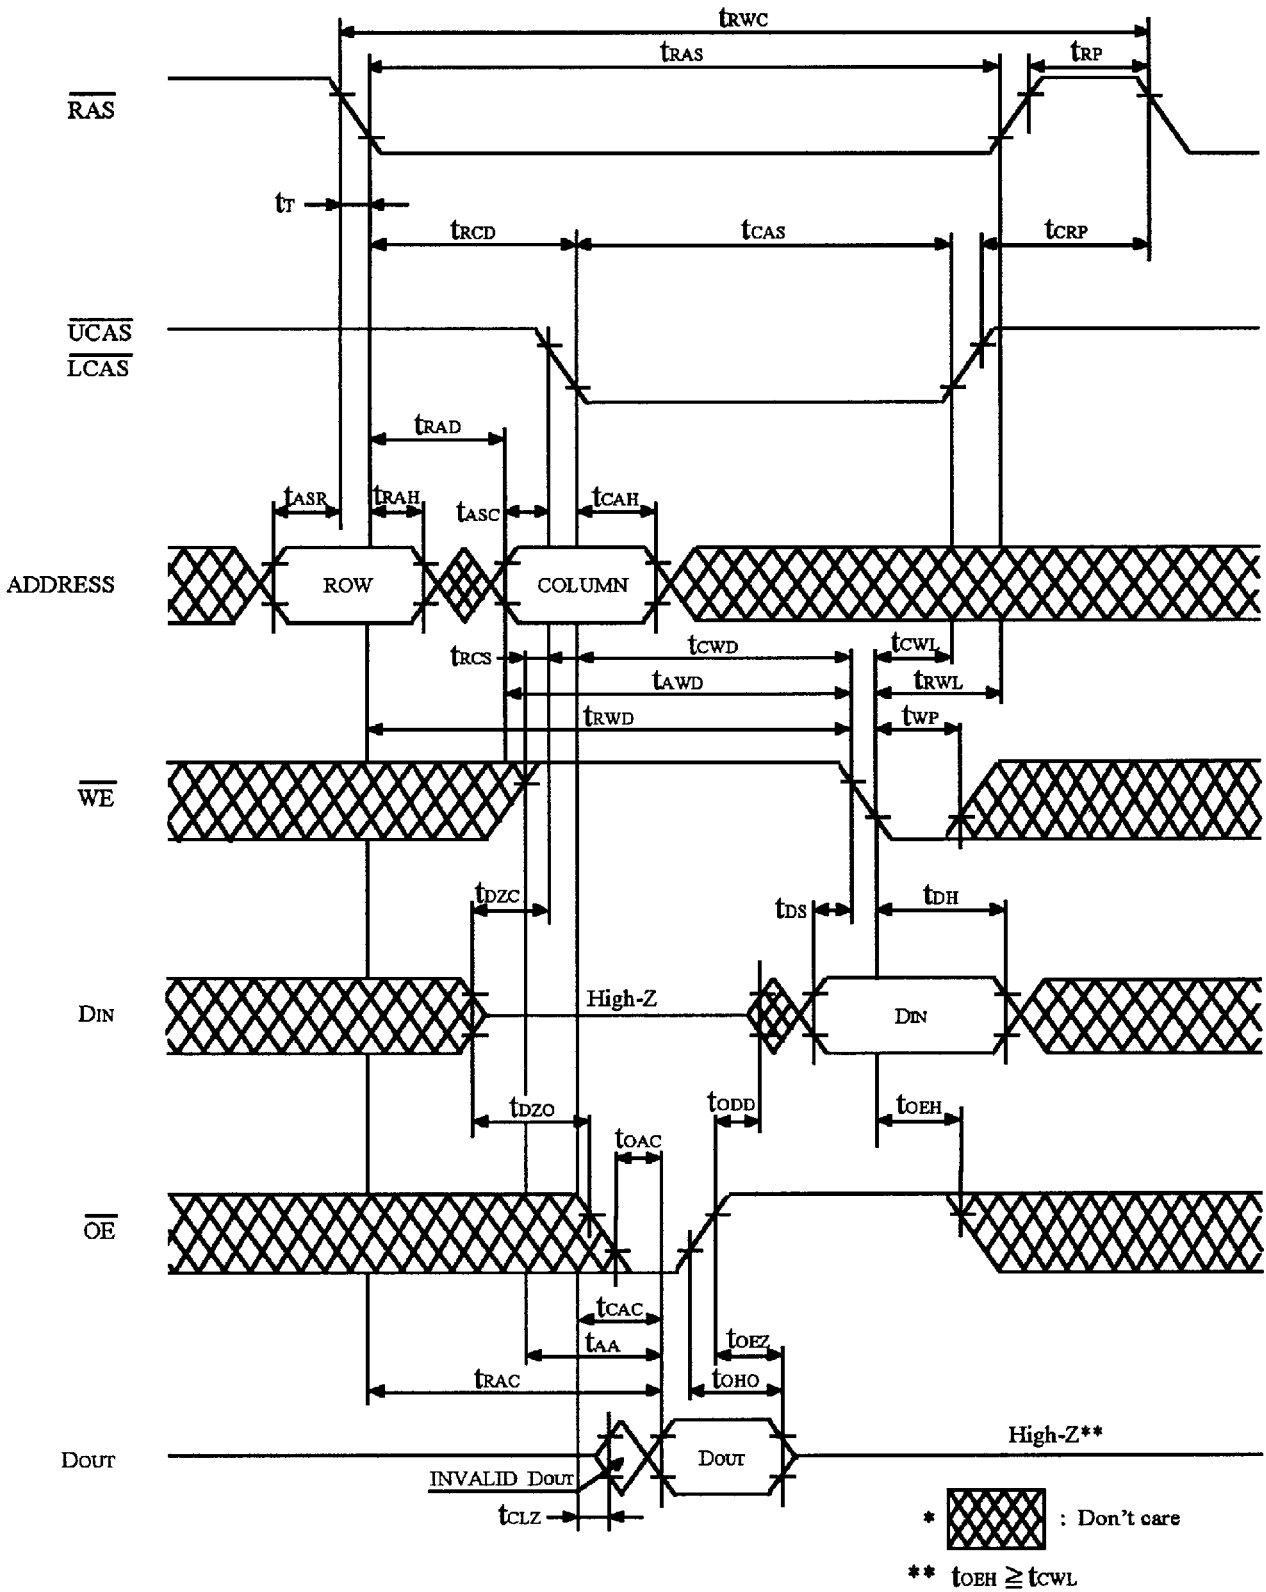 tRWC
tRAS
tRP
RAS
tT
tRCD
tCAS
tCRP
UCAS
LCAS
tRAD
tASR
tRAH
tASC
tCAH
ADDRESS
ROW
COLUMN
tRCS
tCWD
tCWL
tAWD
tRWL
tRWD
tWP
WE
tDZC
tDS
tDH
DIN
High-Z
DIN
tDZO
tODD
tOEH
tOAC
OE
tCAC
tAA
tOEZ
tRAC
tOHO
DOUT
DOUT
High-Z**
INVALID DOUT
tCLZ
* : Don't care
** tOEH ≧ tCWL